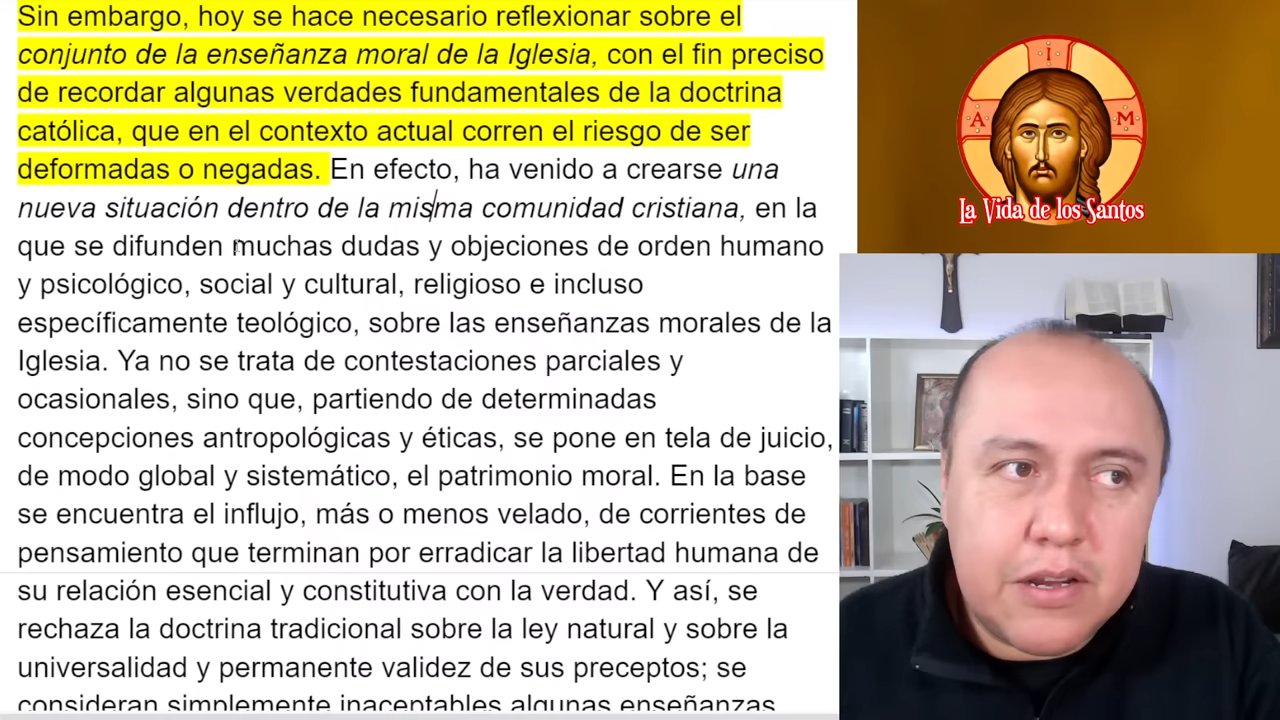 Sin embargo, hoy se hace necesario reflexionar sobre el
conjunto de la enseñanza moral de la Iglesia, con el fin preciso
de recordar algunas verdades fundamentales de la doctrina
católica, que en el contexto actual corren el riesgo de ser
deformadas o negadas. En efecto, ha venido a crearse una
nueva situación dentro de la misma comunidad cristiana, en la
que se difunden muchas dudas y objeciones de orden humano
y psicológico, social y cultural, religioso e incluso
específicamente teológico, sobre las enseñanzas morales de la
Iglesia. Ya no se trata de contestaciones parciales y
ocasionales, sino que, partiendo de determinadas
concepciones antropológicas y éticas, se pone en tela de juicio,
de modo global y sistemático, el patrimonio moral. En la base
se encuentra el influjo, más o menos velado, de corrientes de
pensamiento que terminan por erradicar la libertad humana de
su relación esencial y constitutiva con la verdad. Y así, se
rechaza la doctrina tradicional sobre la ley natural y sobre la
universalidad y permanente validez de sus preceptos; se
consideran simplemente inaceptables algunas enseñanzas
I
A M
La Vida de los Santos